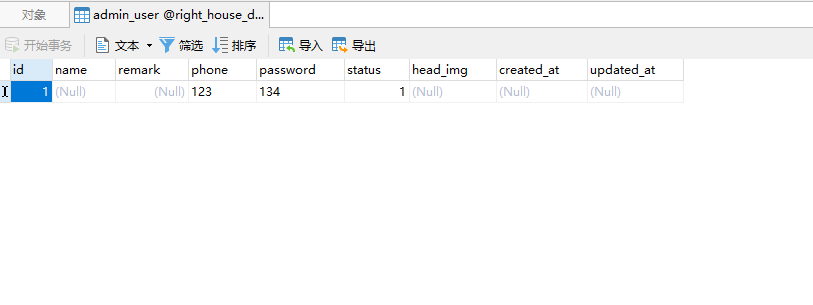 对象 admin_user @right_house_d...
开始事务 文本 筛选 排序 导入 导出
id name remark phone password status head_img created_at updated_at
1 (Null) (Null) 123 134 1 (Null) (Null) (Null)